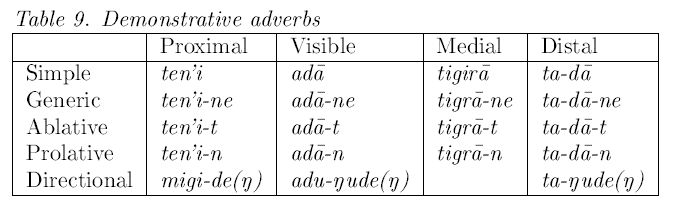 Table 9. Demonstrative adverbs
Proximal Visible Medial Distal
Simple ten'i adā tigirā ta-dā
Generic ten'i-ne adā-ne tigrā-ne ta-dā-ne
Ablative ten'i-t adā-t tigrā-t ta-dā-t
Prolative ten'i-n adā-n tigrā-n ta-dā-n
Directional migi-de(ŋ) adu-ŋude(ŋ) ta-ŋude(ŋ)